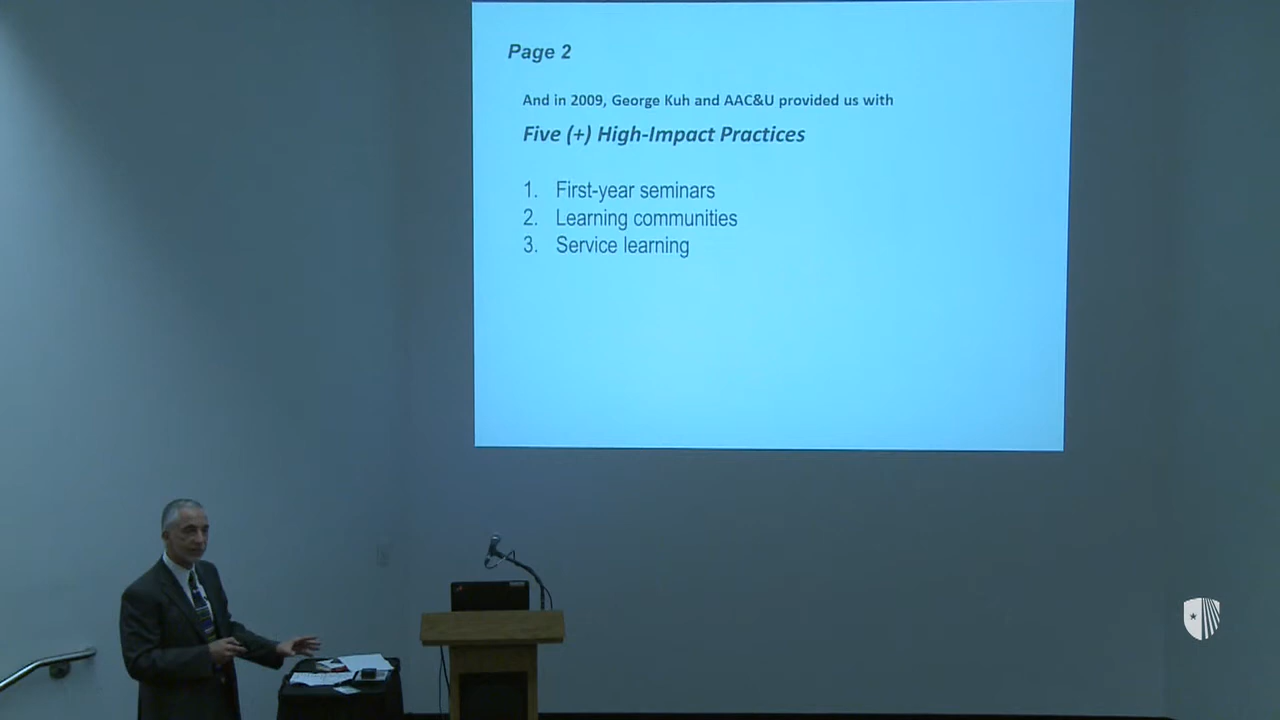 Page 2
And in 2009, George Kuh and AAC&U provided us with
Five (+) High-Impact Practices
1. First-year seminars
2. Learning communities
3. Service learning